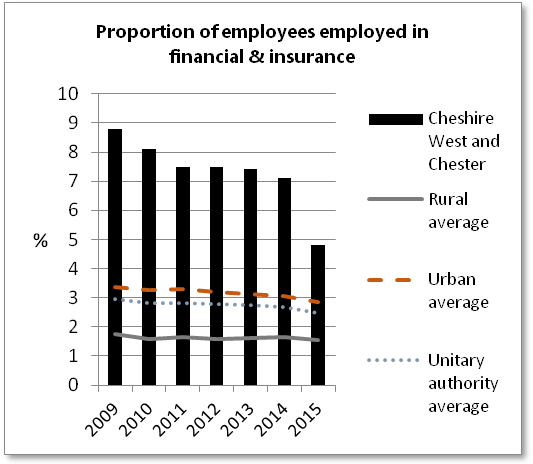 Proportion of employees employed in
financial & insurance
10
9
8
7
6
5
4
3
2
1
0
%
2009
2010
2011
2012
2013
2014
2015
Cheshire
West and
Chester
Rural
average
Urban
average
Unitary
authority
average